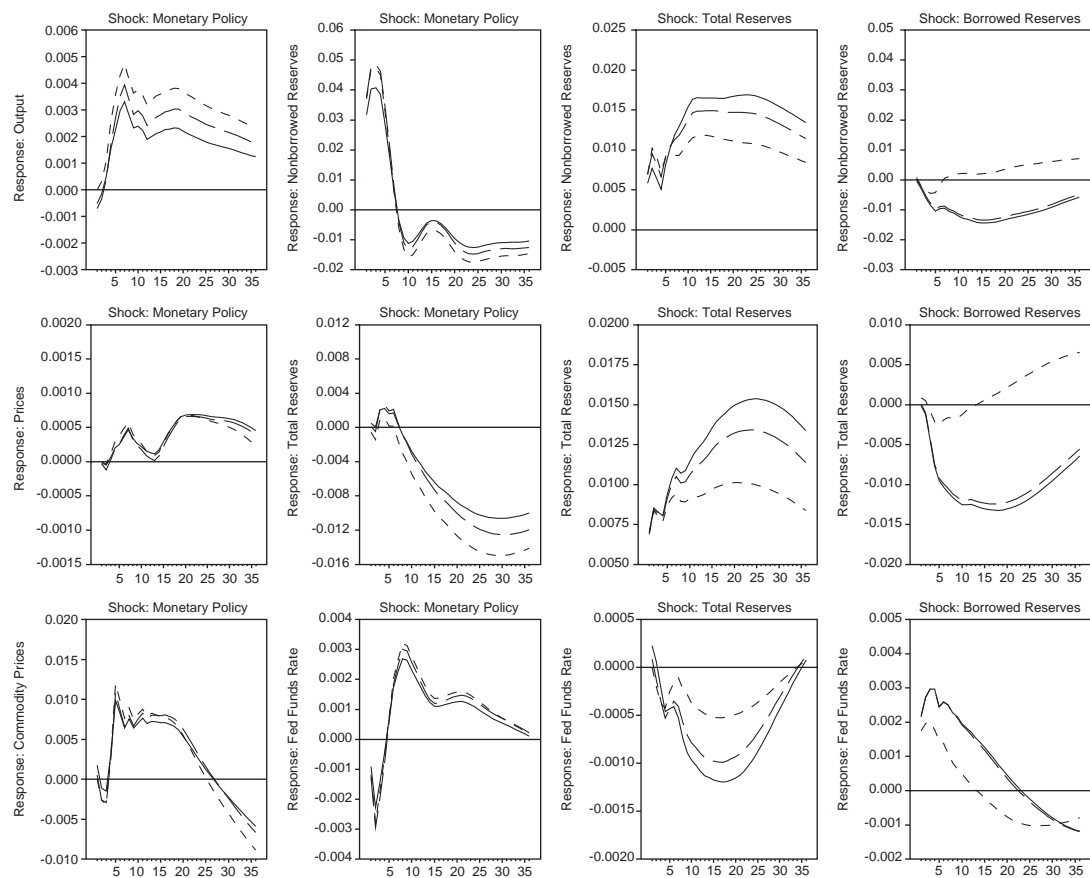 Shock: Monetary Policy
Response: Output
0.006
0.005
0.004
0.003
0.002
0.001
0.000
-0.001
-0.002
-0.003
5 10 15 20 25 30 35
Shock: Monetary Policy
Response: Nonborrowed Reserves
0.06
0.05
0.04
0.03
0.02
0.01
0.00
-0.01
-0.02
5 10 15 20 25 30 35
Shock: Total Reserves
Response: Nonborrowed Reserves
0.025
0.020
0.015
0.010
0.005
0.000
-0.005
5 10 15 20 25 30 35
Shock: Borrowed Reserves
Response: Nonborrowed Reserves
0.05
0.04
0.03
0.02
0.01
0.00
-0.01
-0.02
-0.03
5 10 15 20 25 30 35
Shock: Monetary Policy
Response: Prices
0.0020
0.0015
0.0010
0.0005
0.0000
-0.0005
-0.0010
-0.0015
5 10 15 20 25 30 35
Shock: Monetary Policy
Response: Total Reserves
0.012
0.008
0.004
0.000
-0.004
-0.008
-0.012
-0.016
5 10 15 20 25 30 35
Shock: Total Reserves
Response: Total Reserves
0.0200
0.0175
0.0150
0.0125
0.0100
0.0075
0.0050
5 10 15 20 25 30 35
Shock: Borrowed Reserves
Response: Total Reserves
0.010
0.005
0.000
-0.005
-0.010
-0.015
-0.020
5 10 15 20 25 30 35
Shock: Monetary Policy
Response: Commodity Prices
0.020
0.015
0.010
0.005
0.000
-0.005
-0.010
5 10 15 20 25 30 35
Shock: Monetary Policy
Response: Fed Funds Rate
0.004
0.003
0.002
0.001
0.000
-0.001
-0.002
-0.003
-0.004
5 10 15 20 25 30 35
Shock: Total Reserves
Response: Fed Funds Rate
0.0005
0.0000
-0.0005
-0.0010
-0.0015
-0.0020
5 10 15 20 25 30 35
Shock: Borrowed Reserves
Response: Fed Funds Rate
0.005
0.004
0.003
0.002
0.001
0.000
-0.001
-0.002
5 10 15 20 25 30 35